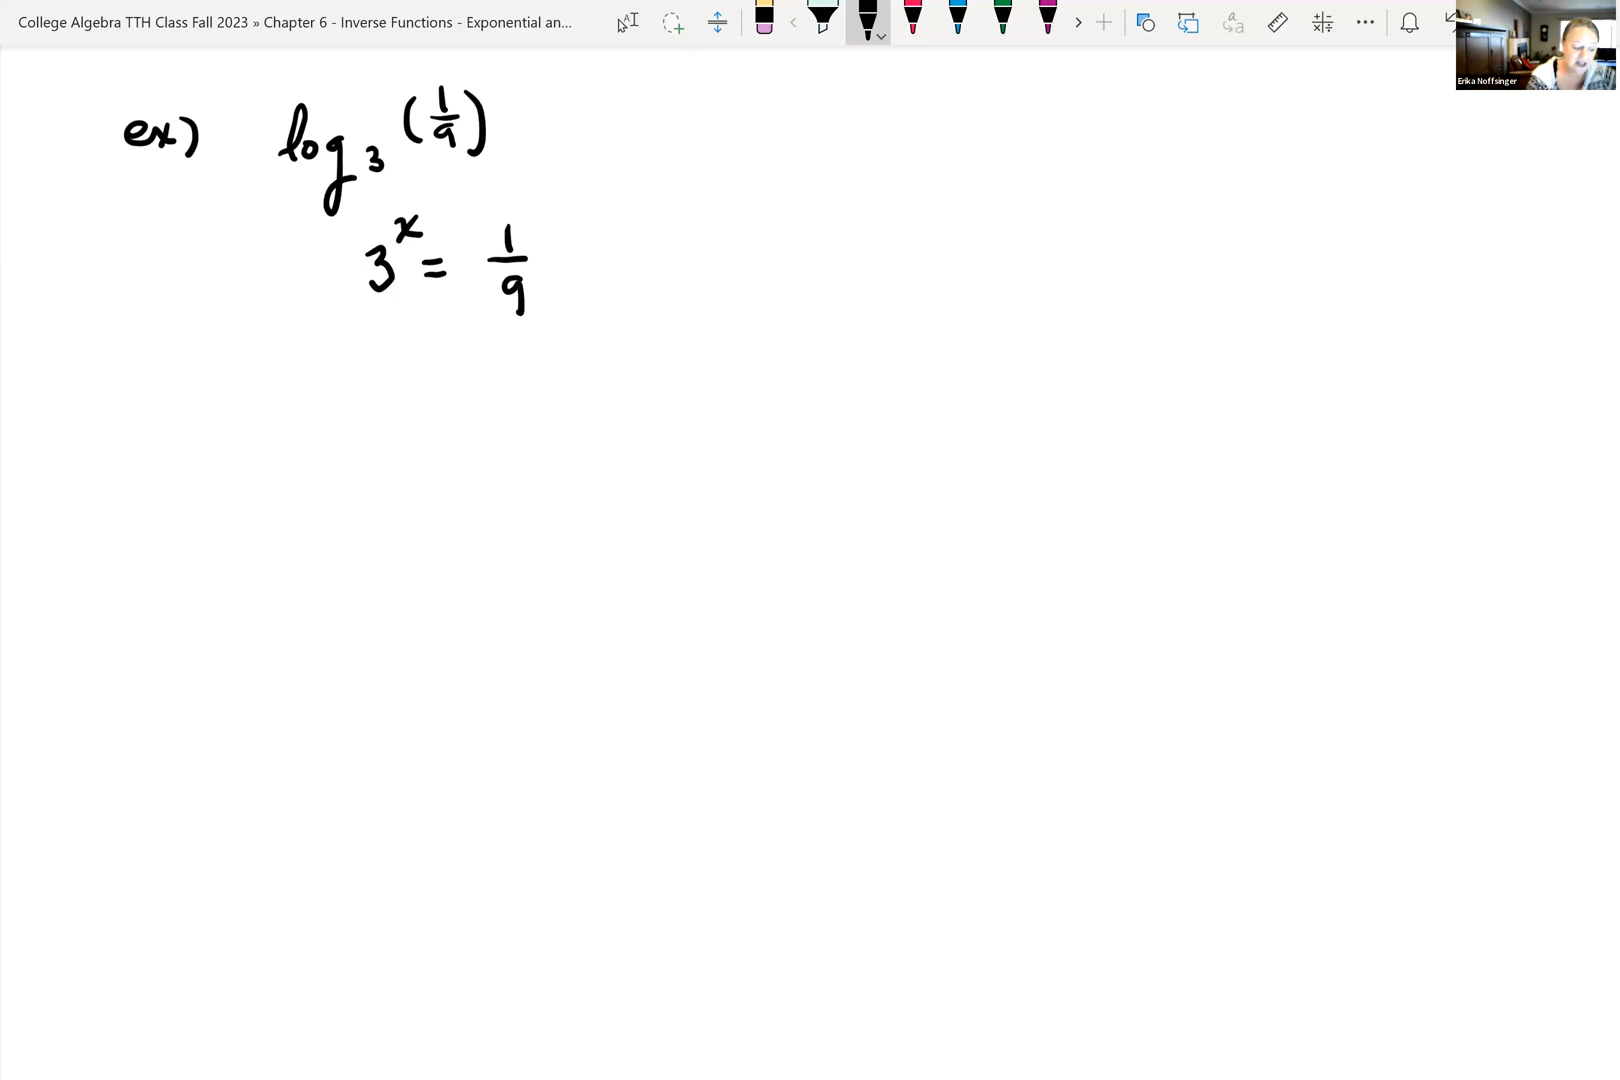 College Algebra TTH Class Fall 2023 » Chapter 6 - Inverse Functions - Exponential an...
Erika Noffsinger
ex) log₃(1/9)
3ˣ = 1/9